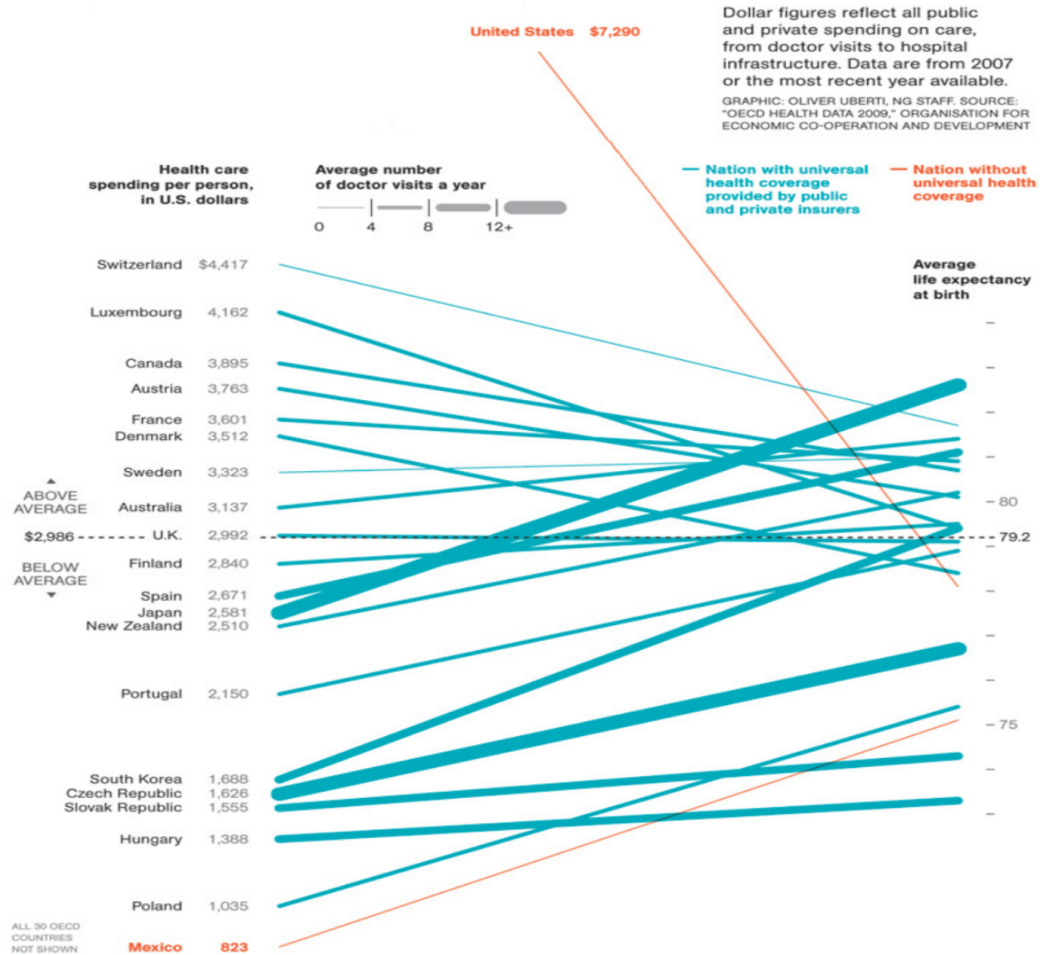 United States $7,290
Dollar figures reflect all public
and private spending on care,
from doctor visits to hospital
infrastructure. Data are from 2007
or the most recent year available.
GRAPHIC: OLIVER UBERTI, NG STAFF. SOURCE:
"OECD HEALTH DATA 2009," ORGANISATION FOR
ECONOMIC CO-OPERATION AND DEVELOPMENT
Health care
spending per person,
in U.S. dollars
Average number
of doctor visits a year
0 4 8 12+
Nation with universal
health coverage
provided by public
and private insurers
Nation without
universal health
coverage
Average
life expectancy
at birth
Switzerland $4,417
Luxembourg 4,162
Canada 3,895
Austria 3,763
France 3,601
Denmark 3,512
Sweden 3,323
ABOVE
AVERAGE
Australia 3,137
80
$2,986 U.K. 2,992 79.2
BELOW
AVERAGE
Finland 2,840
Spain 2,671
Japan 2,581
New Zealand 2,510
Portugal 2,150
75
South Korea 1,688
Czech Republic 1,626
Slovak Republic 1,555
Hungary 1,388
Poland 1,035
ALL 30 OECD
COUNTRIES
NOT SHOWN
Mexico 823